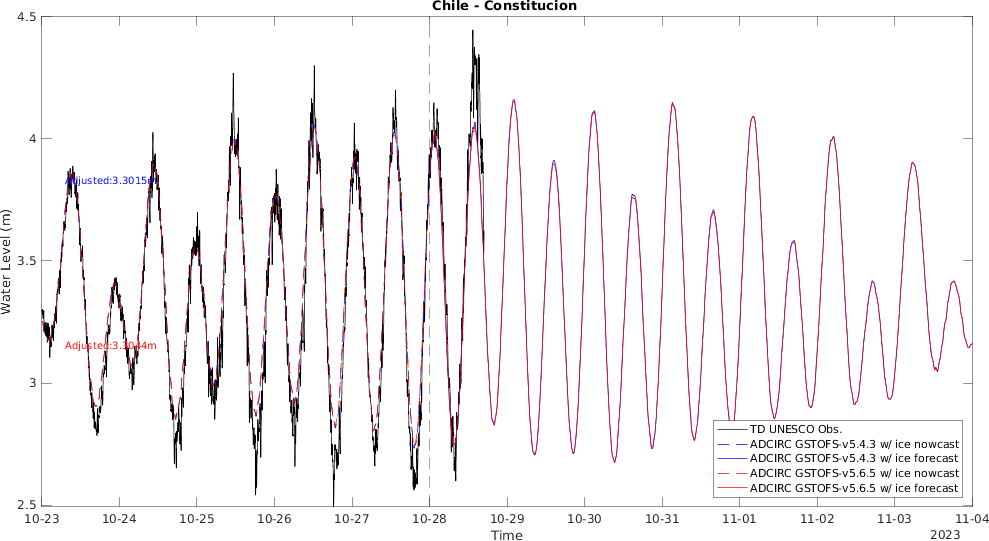 Chile - Constitucion
4.5
4
3.5
3
2.5
Water Level (m)
Adjusted:3.3015m
Adjusted:3.3044m
TD UNESCO Obs.
ADCIRC GSTOFS-v5.4.3 w/ ice nowcast
ADCIRC GSTOFS-v5.4.3 w/ ice forecast
ADCIRC GSTOFS-v5.6.5 w/ ice nowcast
ADCIRC GSTOFS-v5.6.5 w/ ice forecast
10-23 10-24 10-25 10-26 10-27 10-28 10-29 10-30 10-31 11-01 11-02 11-03 11-04
Time
2023